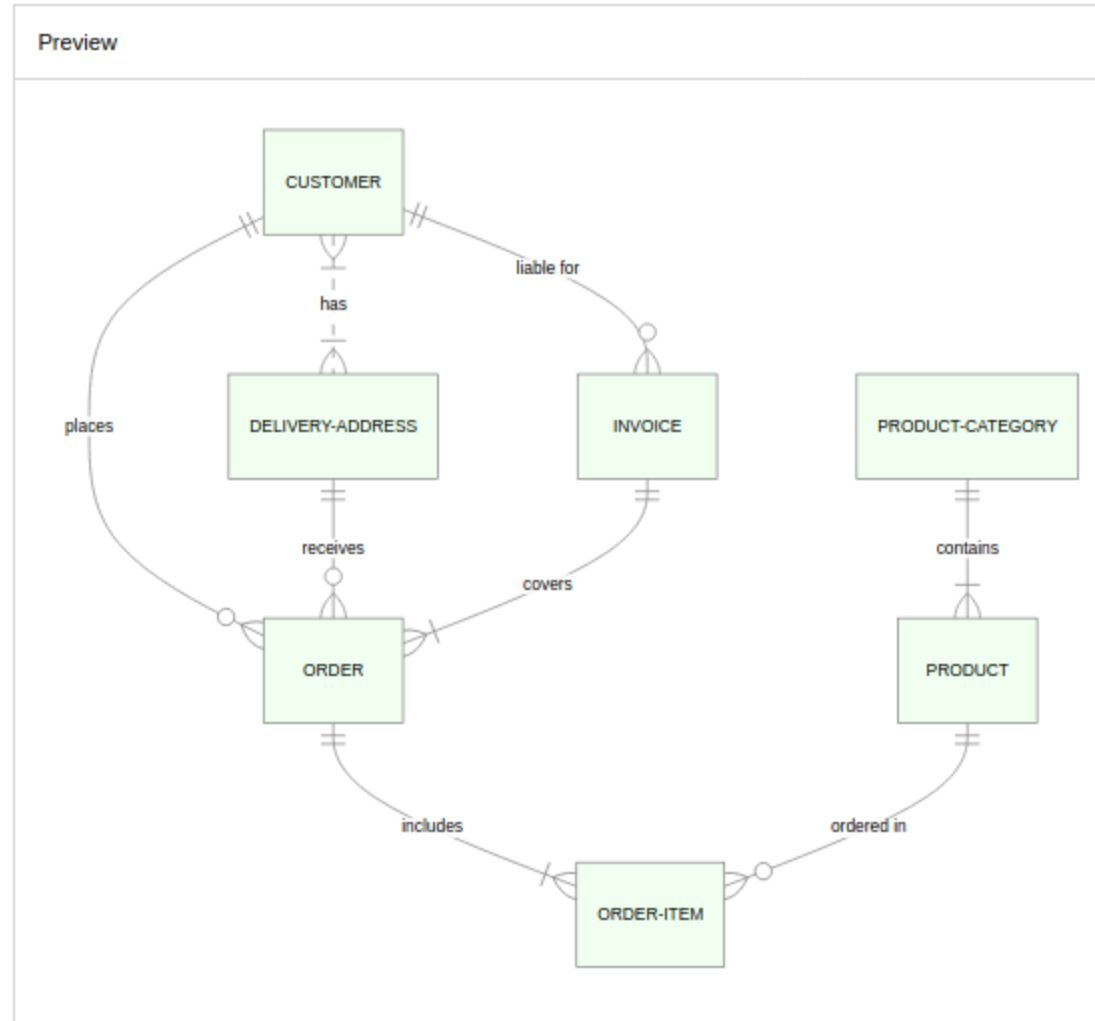 Preview
CUSTOMER
liable for
has
places
DELIVERY-ADDRESS
INVOICE
PRODUCT-CATEGORY
receives
contains
covers
ORDER
PRODUCT
includes
ordered in
ORDER-ITEM